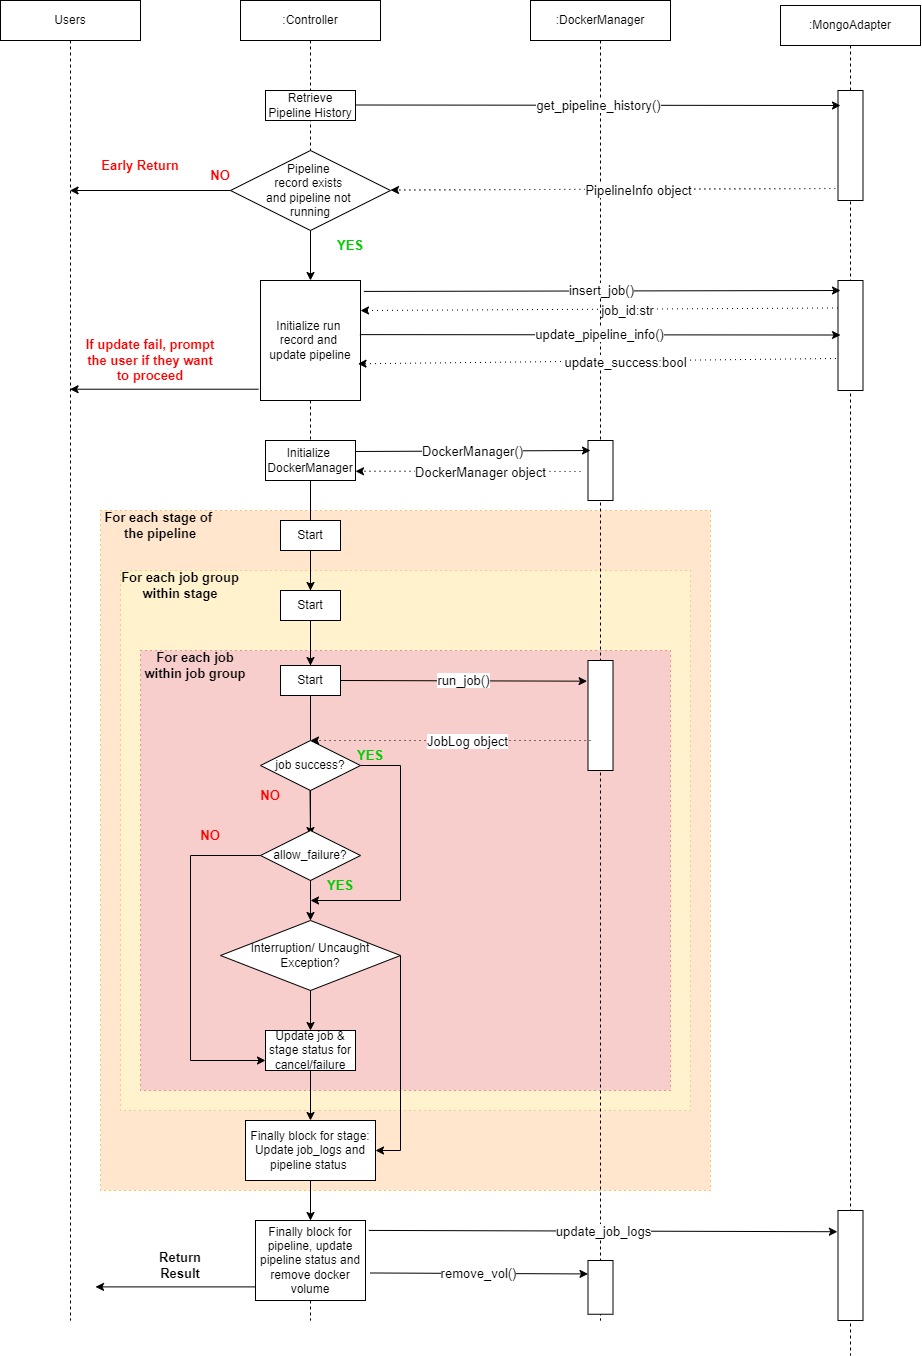 Users
:Controller
:DockerManager
:MongoAdapter
Retrieve
Pipeline History
get_pipeline_history()
Early Return
NO
Pipeline
record exists
and pipeline not
running
PipelineInfo object
YES
insert_job()
job_id:str
Initialize run
record and
update pipeline
update_pipeline_info()
If update fail, prompt
the user if they want
to proceed
update_success:bool
Initialize
DockerManager
DockerManager()
DockerManager object
For each stage of
the pipeline
Start
For each job group
within stage
Start
For each job
within job group
Start
run_job()
JobLog object
YES
job success?
NO
NO
allow_failure?
YES
Interruption/ Uncaught
Exception?
Update job &
stage status for
cancel/failure
Finally block for stage:
Update job_logs and
pipeline status
Finally block for
pipeline, update
pipeline status and
remove docker
volume
update_job_logs
Return
Result
remove_vol()